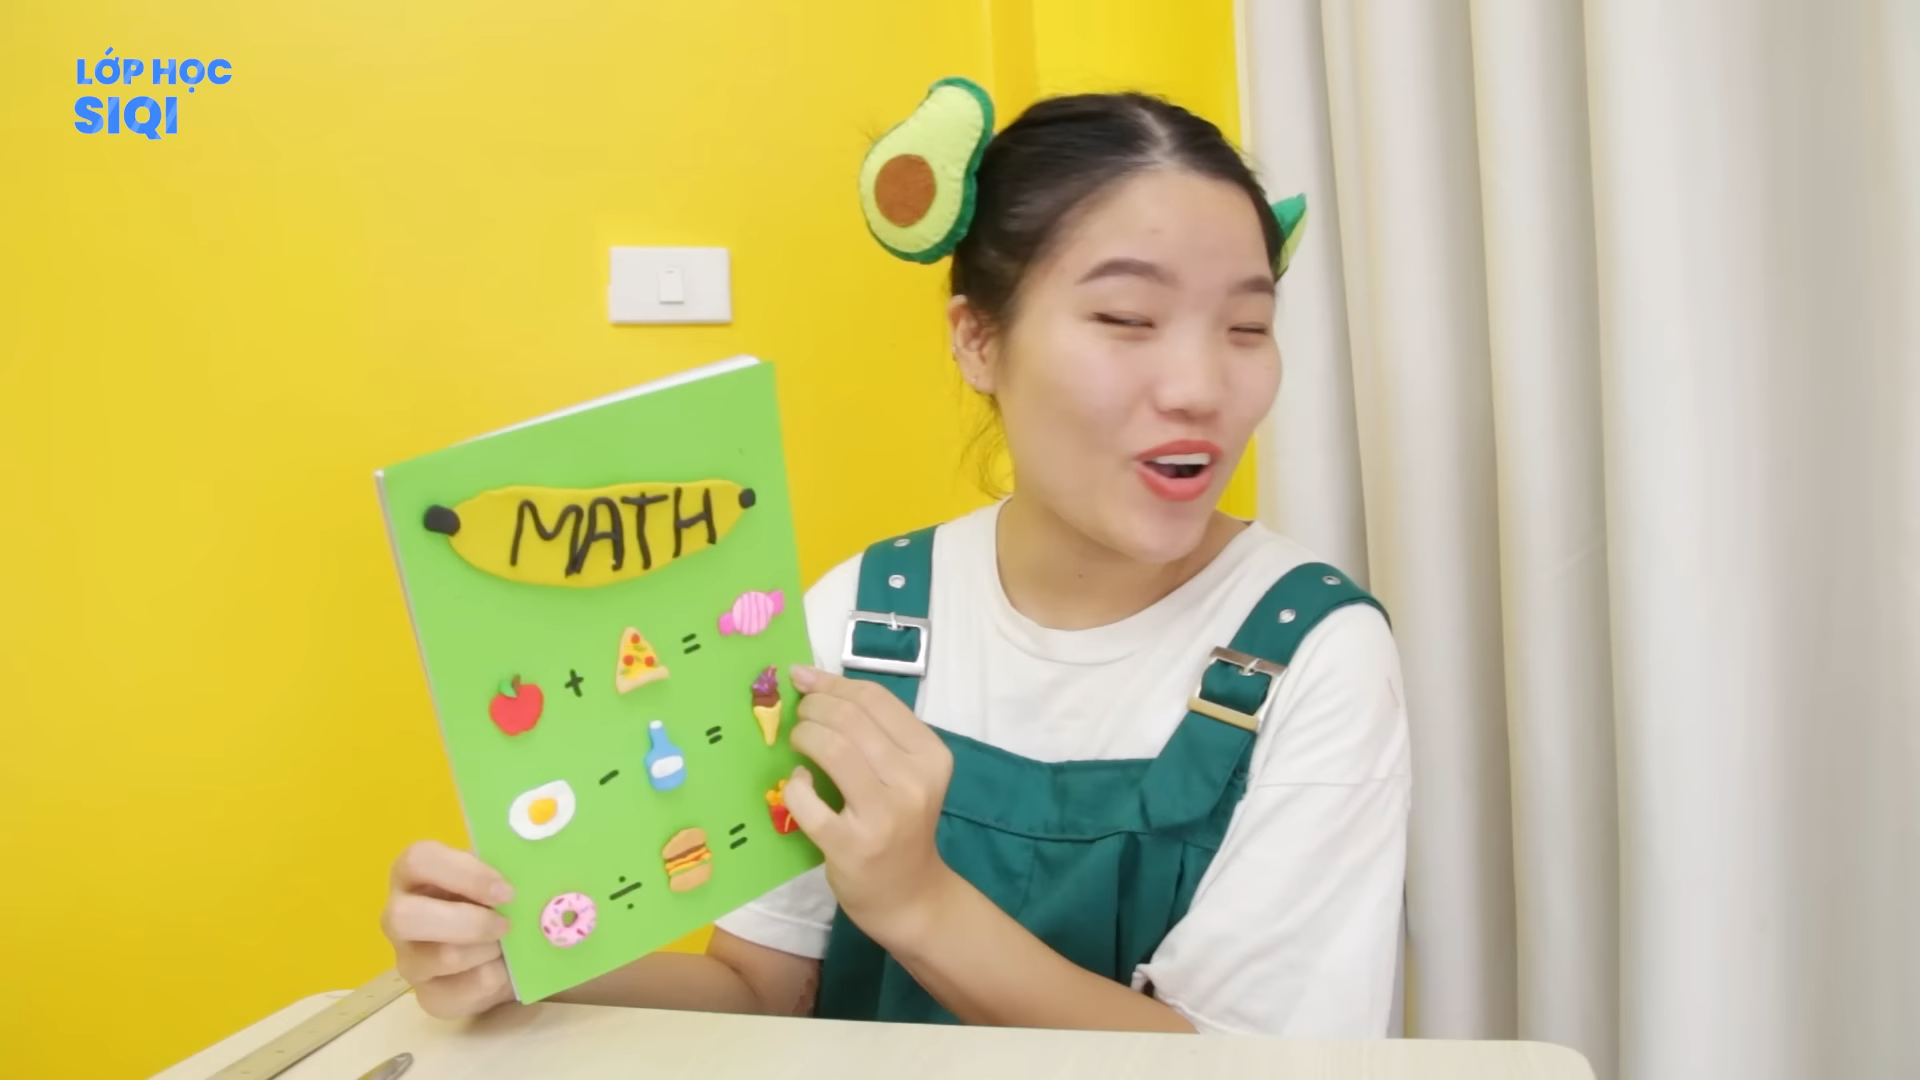 LỚP HỌC
SIQI
MATH
+ =
- =
÷ =